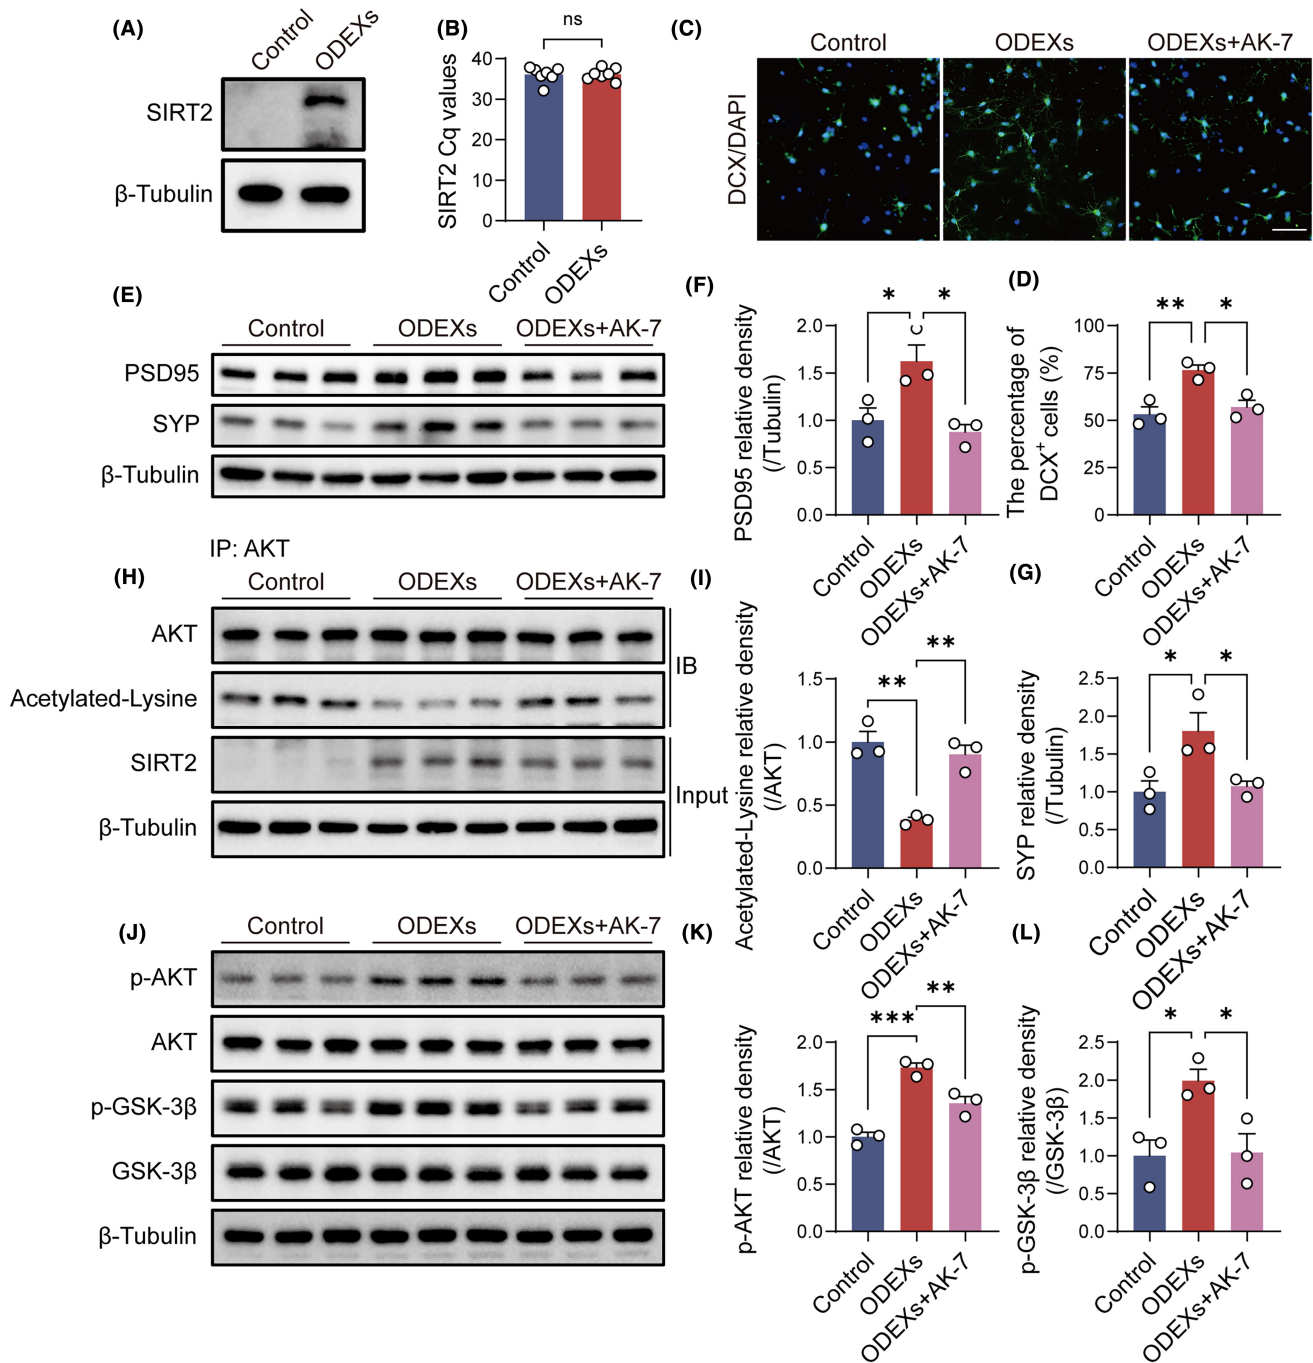 (A)
Control
ODEXs
SIRT2
β-Tubulin
(B)
ns
SIRT2 Cq values
40
30
20
10
0
Control
ODEXs
(C)
Control
ODEXs
ODEXs+AK-7
DCX/DAPI
(E)
Control
ODEXs
ODEXs+AK-7
PSD95
SYP
β-Tubulin
(F)
* *
PSD95 relative density
(/Tubulin)
2.0
1.5
1.0
0.5
0.0
Control
ODEXs
ODEXs+AK-7
(D)
** *
The percentage of
DCX+ cells (%)
100
75
50
25
0
Control
ODEXs
ODEXs+AK-7
IP: AKT
(H)
Control
ODEXs
ODEXs+AK-7
AKT
Acetylated-Lysine
SIRT2
β-Tubulin
IB
Input
(I)
** **
Acetylated-Lysine relative density
(/AKT)
1.5
1.0
0.5
0.0
Control
ODEXs
ODEXs+AK-7
(G)
* *
SYP relative density
(/Tubulin)
2.5
2.0
1.5
1.0
0.5
0.0
Control
ODEXs
ODEXs+AK-7
(J)
Control
ODEXs
ODEXs+AK-7
p-AKT
AKT
p-GSK-3β
GSK-3β
β-Tubulin
(K)
*** **
p-AKT relative density
(/AKT)
2.0
1.5
1.0
0.5
0.0
Control
ODEXs
ODEXs+AK-7
(L)
* *
p-GSK-3β relative density
(/GSK-3β)
2.5
2.0
1.5
1.0
0.5
0.0
Control
ODEXs
ODEXs+AK-7